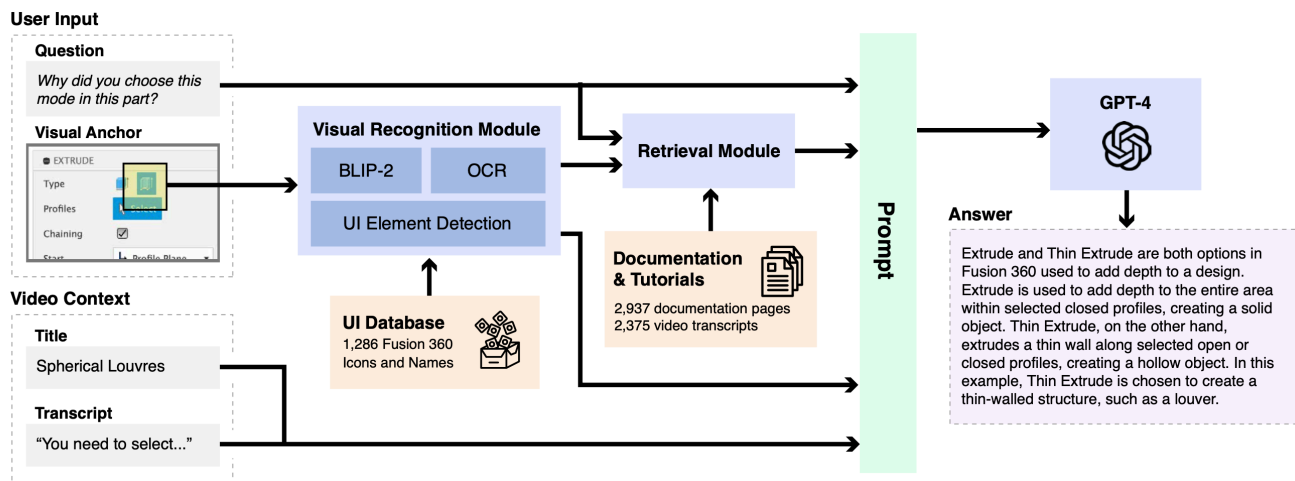 User Input
Question
Why did you choose this
mode in this part?
Visual Anchor
EXTRUDE
Type
Profiles
Select
Chaining
Start
Profile Plane
Video Context
Title
Spherical Louvres
Transcript
“You need to select...”
Visual Recognition Module
BLIP-2
OCR
UI Element Detection
UI Database
1,286 Fusion 360
Icons and Names
Retrieval Module
Documentation
& Tutorials
2,937 documentation pages
2,375 video transcripts
Prompt
GPT-4
Answer
Extrude and Thin Extrude are both options in
Fusion 360 used to add depth to a design.
Extrude is used to add depth to the entire area
within selected closed profiles, creating a solid
object. Thin Extrude, on the other hand,
extrudes a thin wall along selected open or
closed profiles, creating a hollow object. In this
example, Thin Extrude is chosen to create a
thin-walled structure, such as a louver.